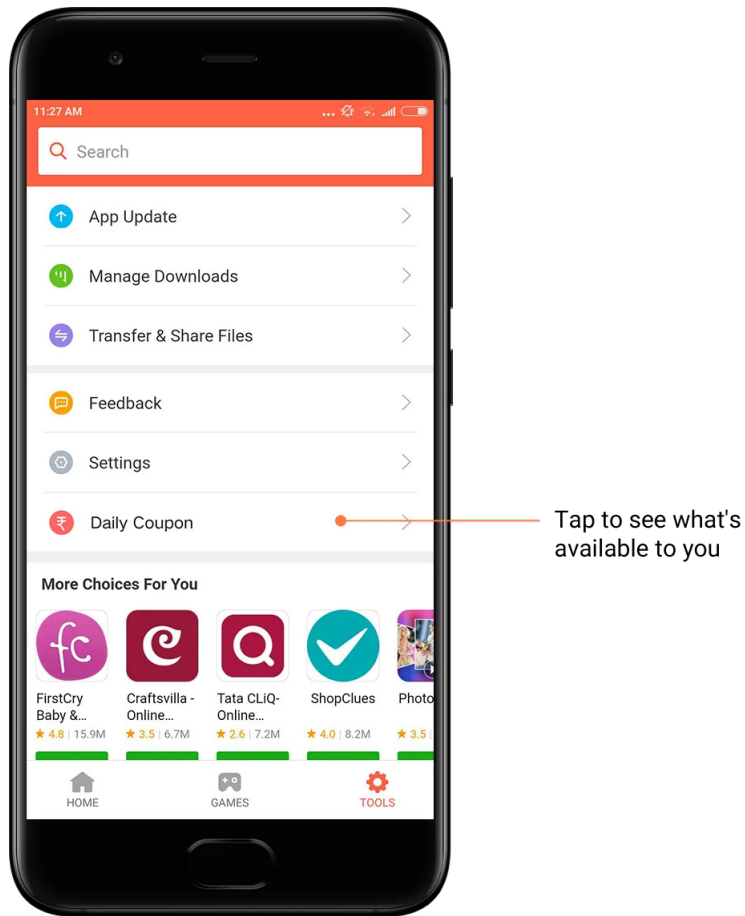 11:27 AM
Search
App Update
Manage Downloads
Transfer & Share Files
Feedback
Settings
Daily Coupon
Tap to see what's
available to you
More Choices For You
fc
FirstCry
Baby &...
4.8 | 15.9M
Craftsvilla -
Online...
3.5 | 6.7M
Tata CLiQ-
Online...
2.6 | 7.2M
ShopClues
4.0 | 8.2M
Photo
3.5
HOME
GAMES
TOOLS